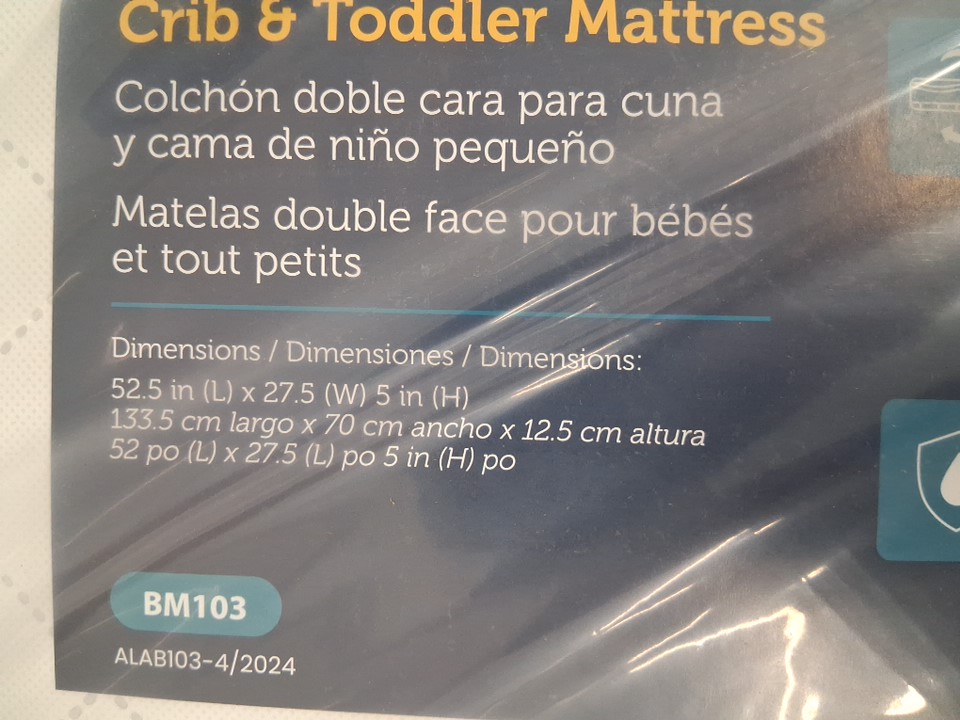 Crib & Toddler Mattress
Colchón doble cara para cuna
y cama de niño pequeño
Matelas double face pour bébés
et tout petits
Dimensions / Dimensiones / Dimensions:
52.5 in (L) x 27.5 (W) 5 in (H)
133.5 cm largo x 70 cm ancho x 12.5 cm altura
52 po (L) x 27.5 (L) po 5 in (H) po
BM103
ALAB103-4/2024